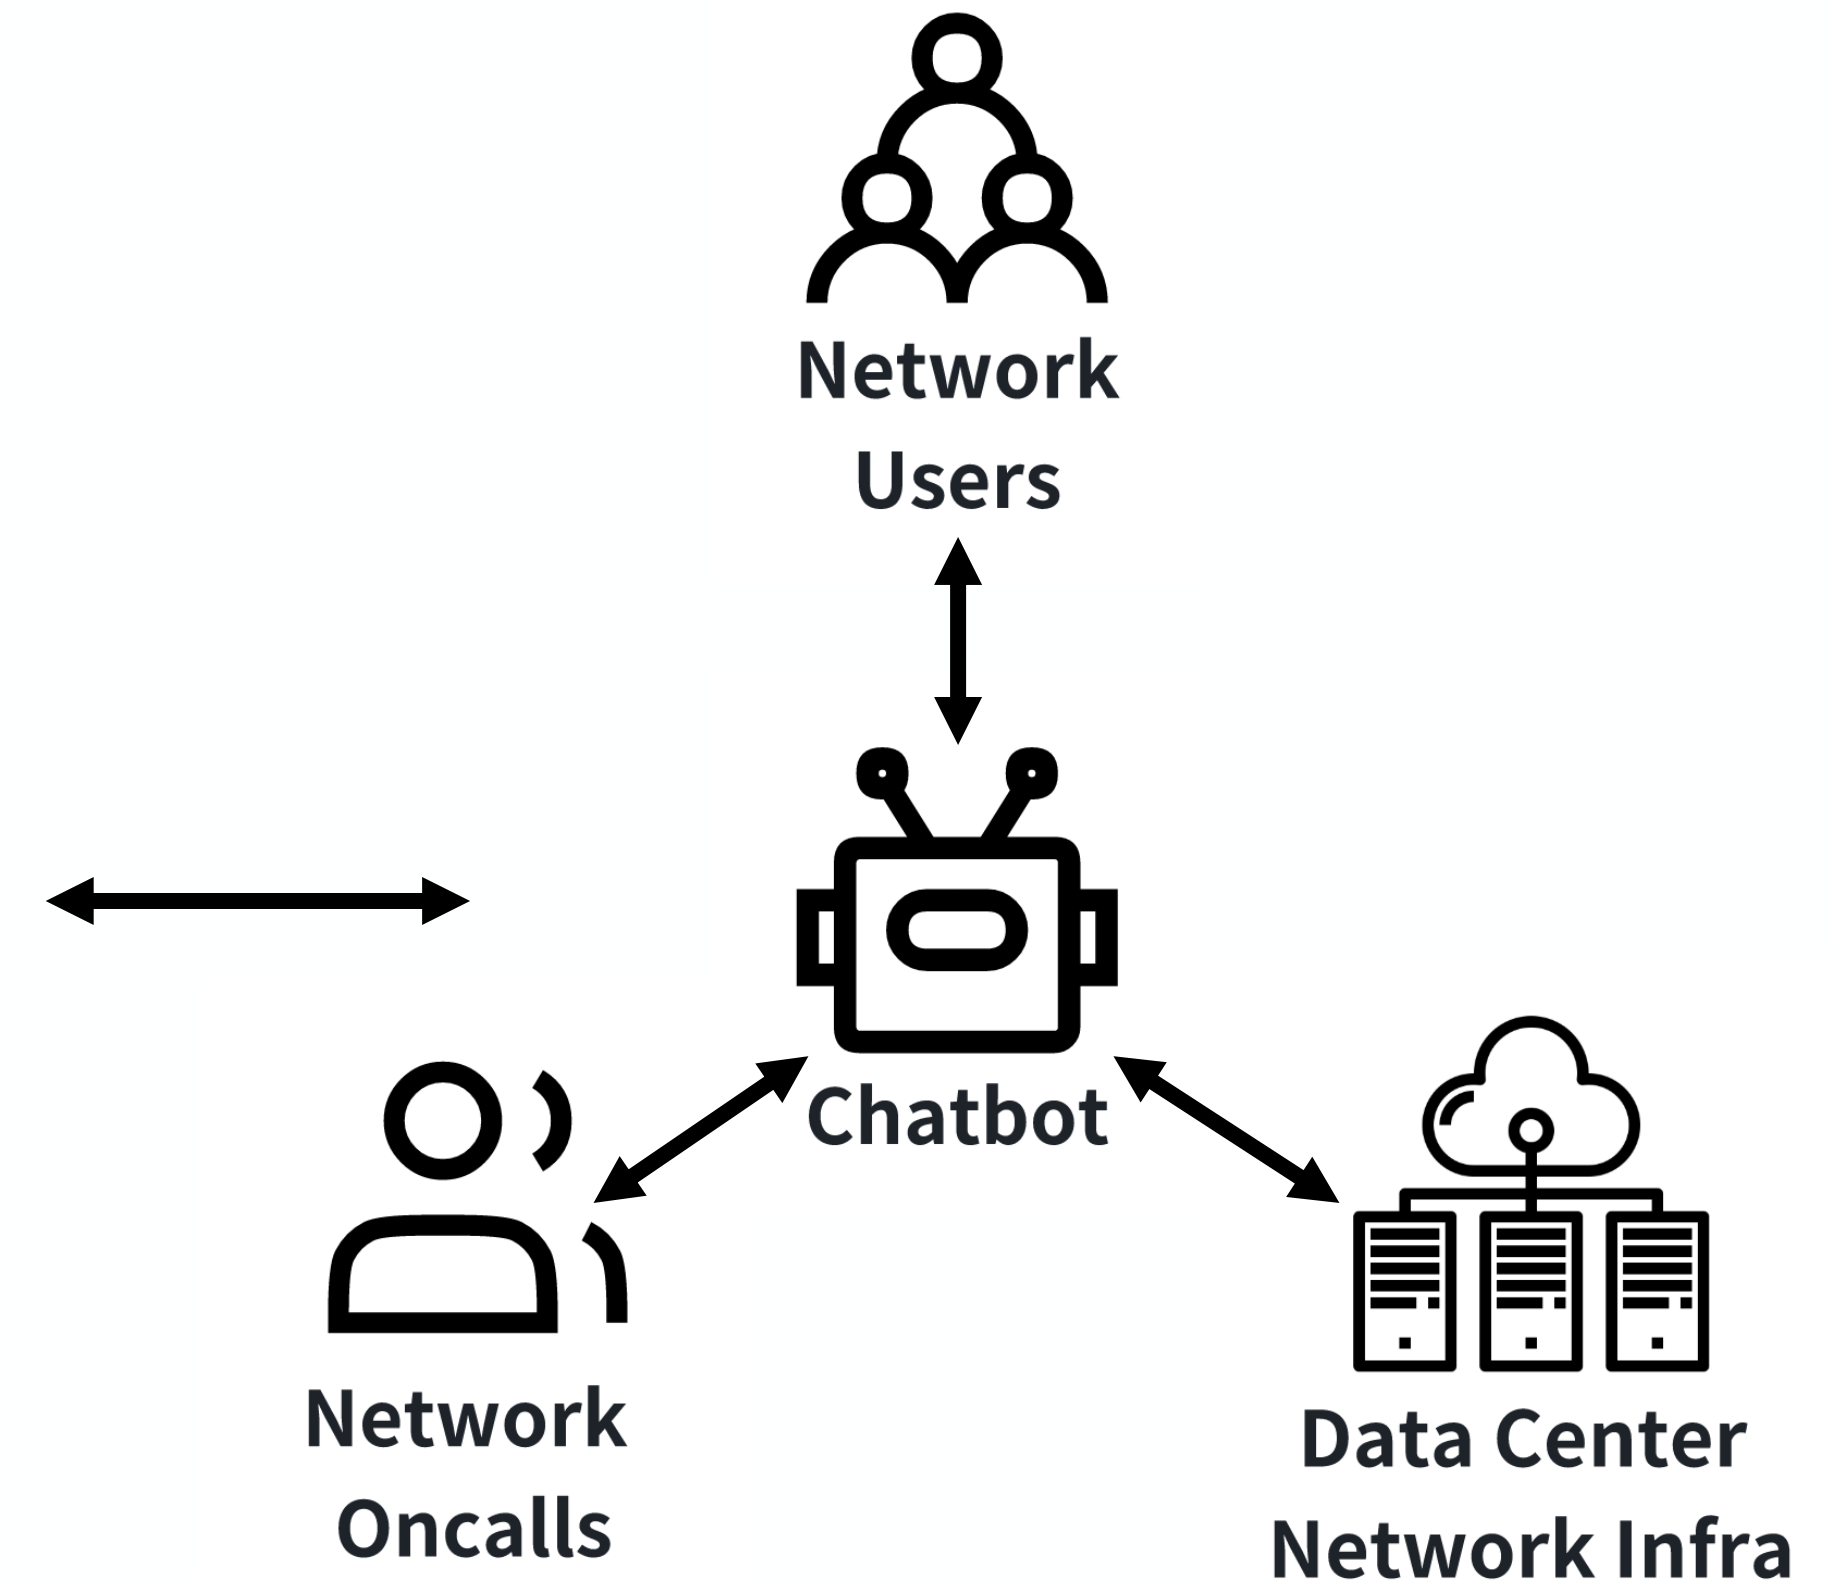 Network
Users
Chatbot
Network
Oncalls
Data Center
Network Infra